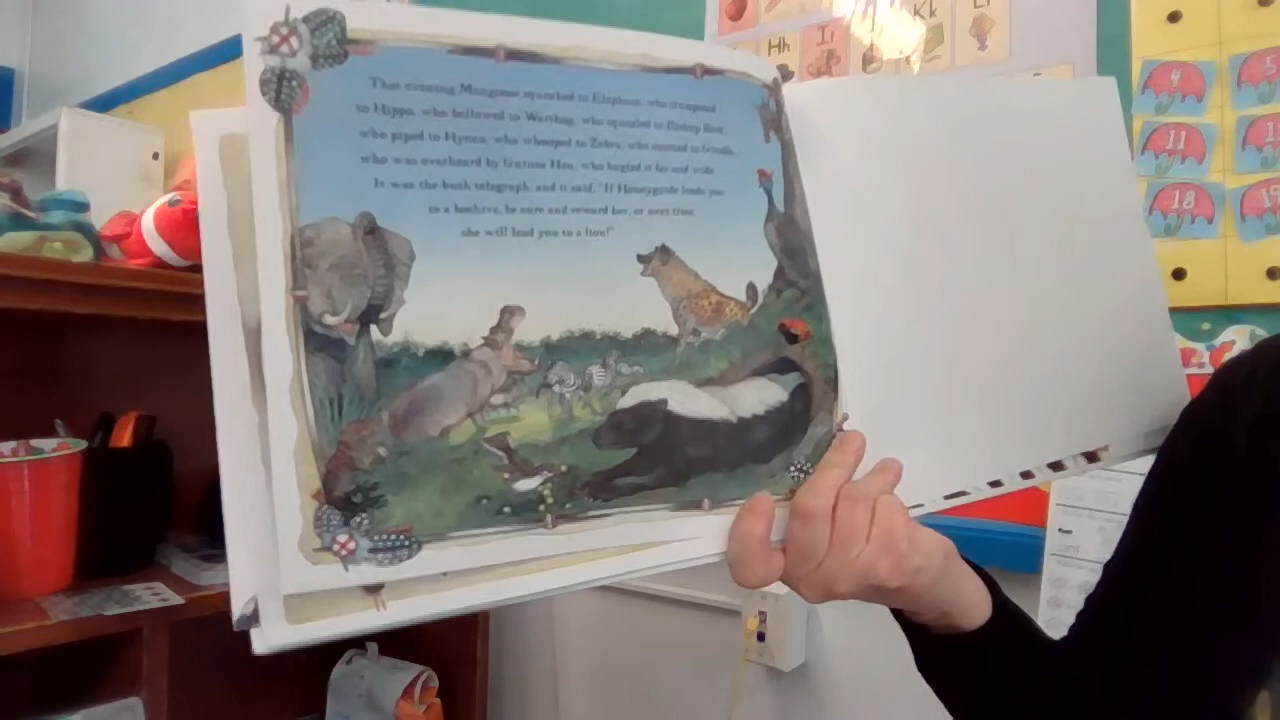 That evening Mongoose squeaked to Elephant, who trumpeted
to Hippo, who bellowed to Warthog, who squealed to Bishop Bird,
who piped to Hyena, who whooped to Zebra, who snorted to Giraffe,
who was overheard by Guinea Hen, who bugled it far and wide.
It was the bush telegraph, and it said, "If Honeyguide leads you
to a beehive, be sure and reward her, or next time,
she will lead you to a lion!"
Hh
Ii
Kk
Ll
4
5
11
18
19